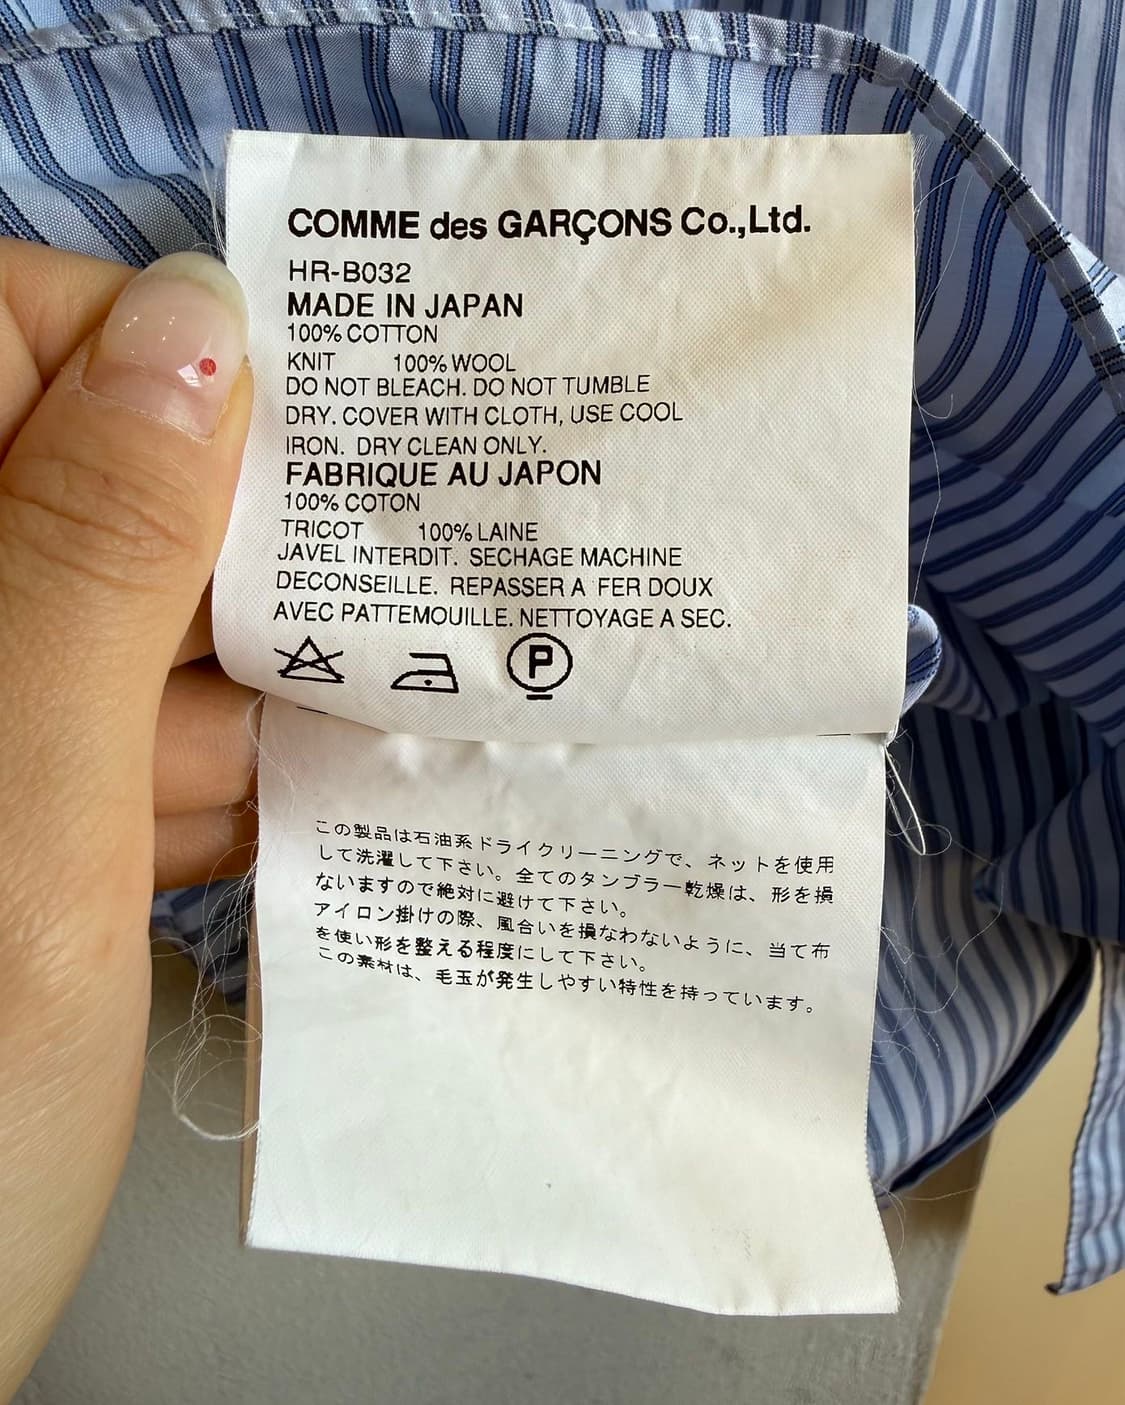 COMME des GARÇONS Co.,Ltd.
HR-B032
MADE IN JAPAN
100% COTTON
KNIT 100% WOOL
DO NOT BLEACH. DO NOT TUMBLE
DRY. COVER WITH CLOTH, USE COOL
IRON. DRY CLEAN ONLY.
FABRIQUE AU JAPON
100% COTON
TRICOT 100% LAINE
JAVEL INTERDIT. SECHAGE MACHINE
DECONSEILLE. REPASSER A FER DOUX
AVEC PATTEMOUILLE. NETTOYAGE A SEC.
P
この製品は石油系ドライクリーニングで、ネットを使用
して洗濯して下さい。全てのタンブラー乾燥は、形を損
ないますので絶対に避けて下さい。
アイロン掛けの際、風合いを損なわないように、当て布
を使い形を整える程度にして下さい。
この素材は、毛玉が発生しやすい特性を持っています。